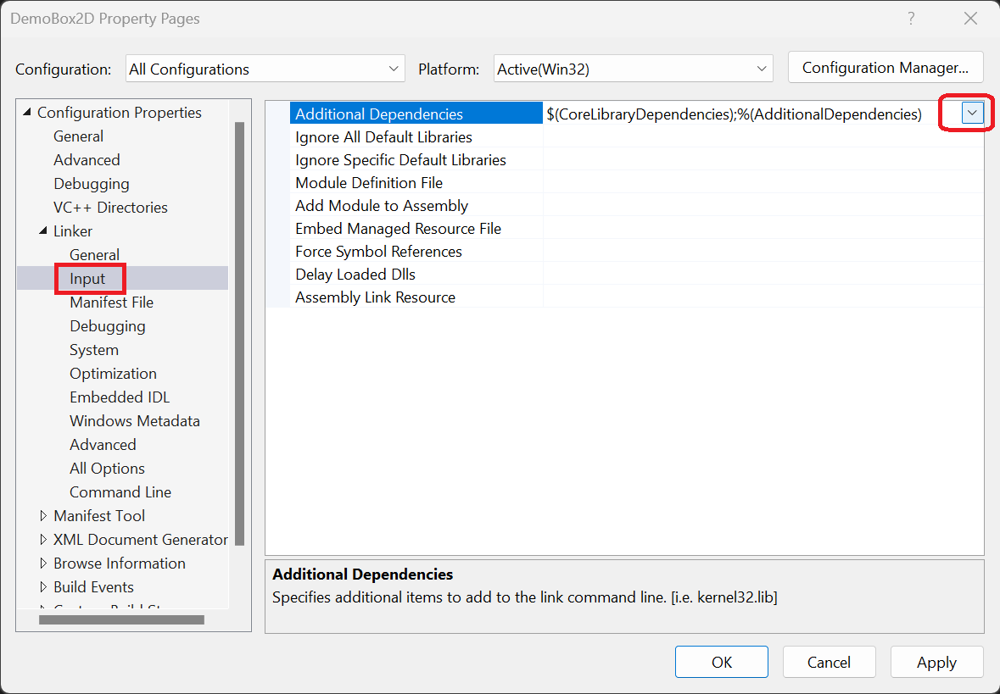 DemoBox2D Property Pages
Configuration: All Configurations Platform: Active(Win32) Configuration Manager...
Configuration Properties
General
Advanced
Debugging
VC++ Directories
Linker
General
Input
Manifest File
Debugging
System
Optimization
Embedded IDL
Windows Metadata
Advanced
All Options
Command Line
Manifest Tool
XML Document Generator
Browse Information
Build Events
Additional Dependencies $(CoreLibraryDependencies);%(AdditionalDependencies)
Ignore All Default Libraries
Ignore Specific Default Libraries
Module Definition File
Add Module to Assembly
Embed Managed Resource File
Force Symbol References
Delay Loaded Dlls
Assembly Link Resource
Additional Dependencies
Specifies additional items to add to the link command line. [i.e. kernel32.lib]
OK Cancel Apply